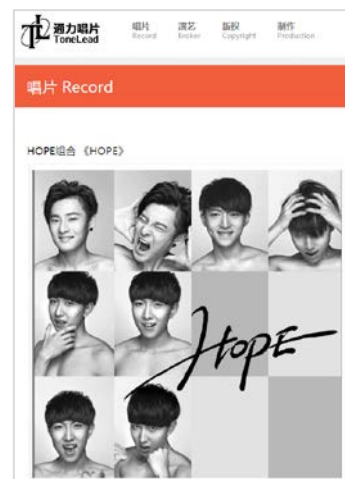 通力唱片
ToneLead
唱片
Record
演艺
Broker
版权
Copyright
制作
Production
唱片 Record
HOPE组合 《HOPE》
HOPE